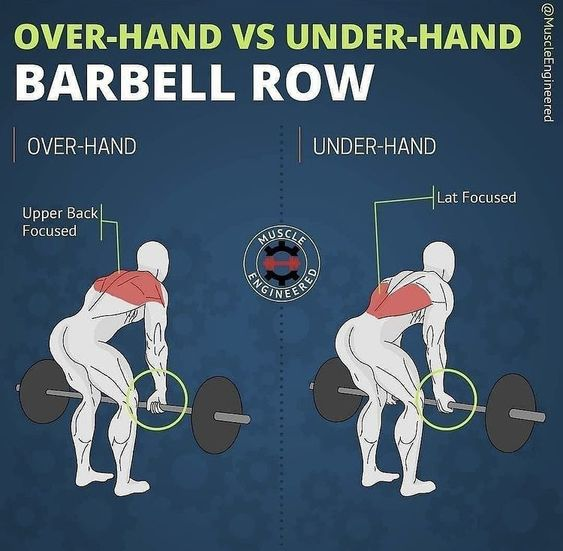 OVER-HAND VS UNDER-HAND
BARBELL ROW
@MuscleEngineered
OVER-HAND
UNDER-HAND
Upper Back
Focused
Lat Focused
MUSCLE
ENGINEERED